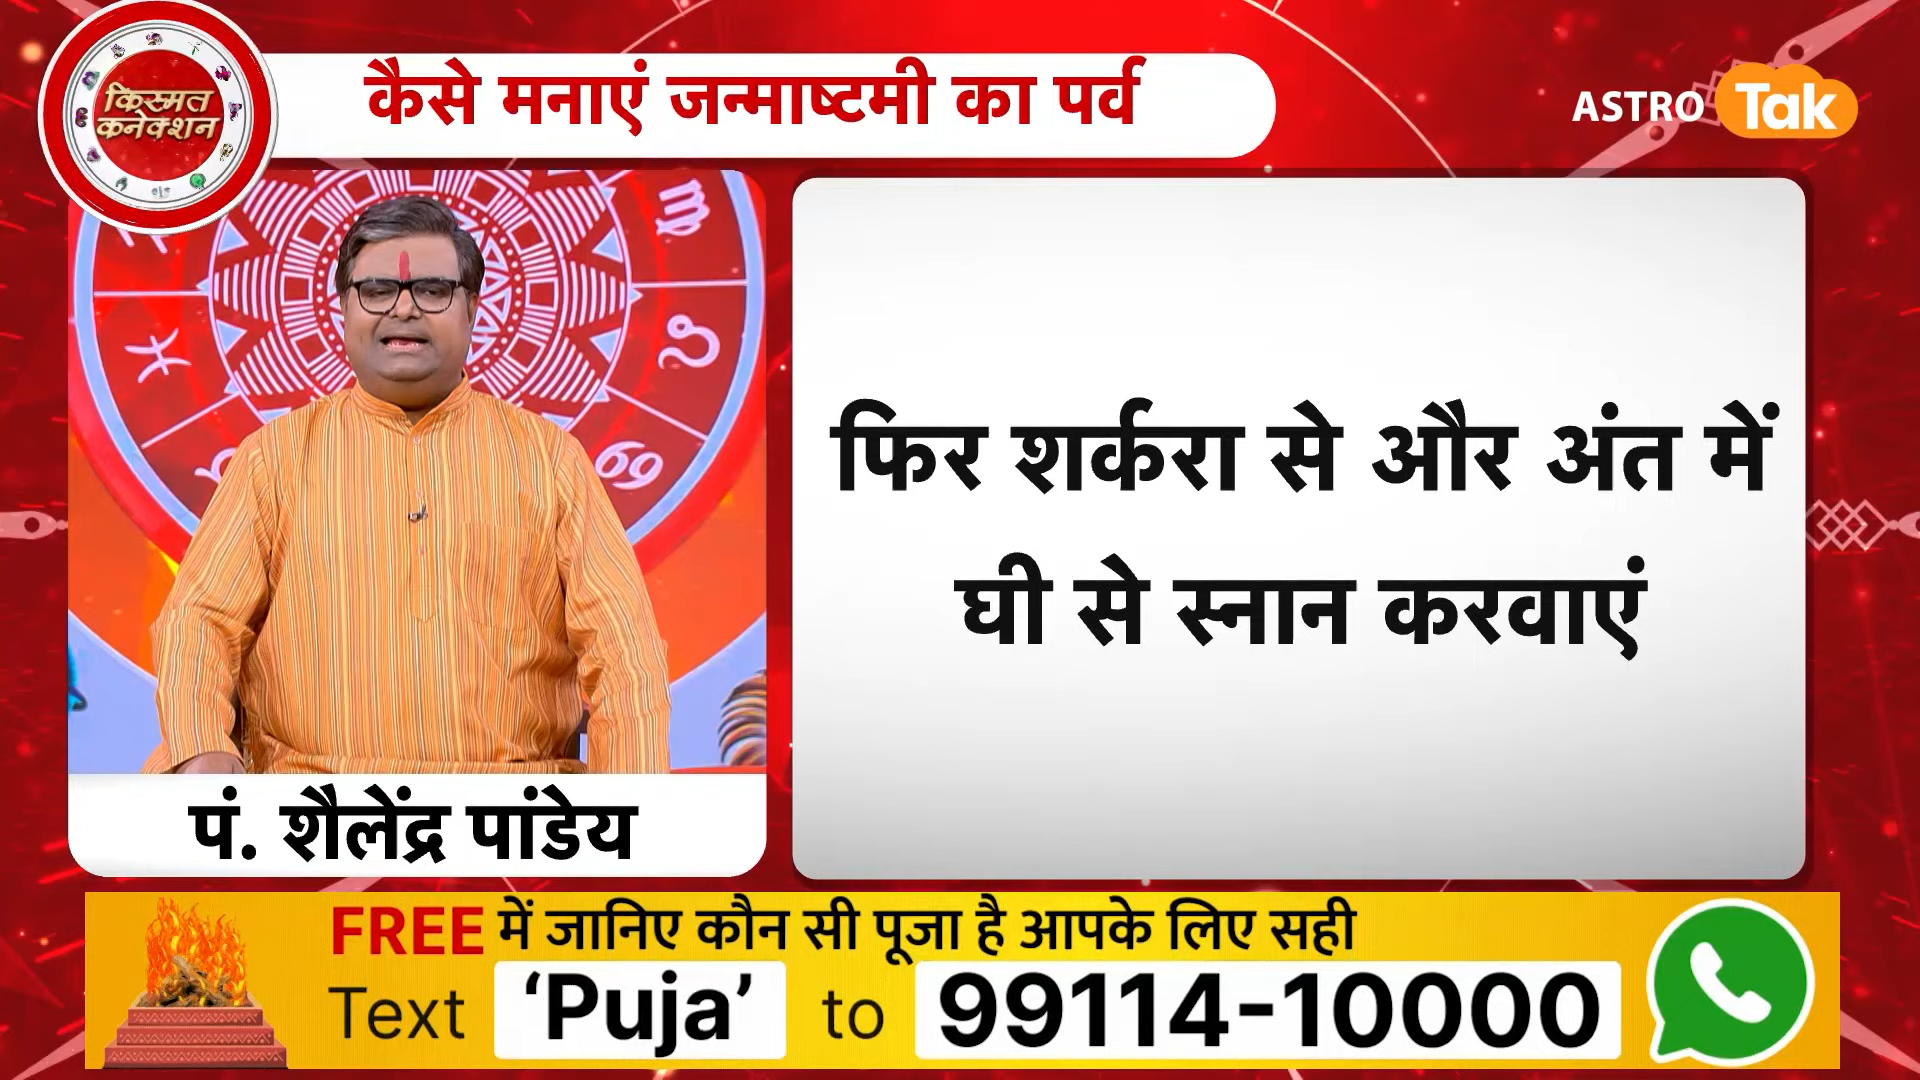 किस्मत
कनेक्शन
कैसे मनाएं जन्माष्टमी का पर्व
ASTRO Tak
फिर शर्करा से और अंत में
घी से स्नान करवाएं
पं. शैलेंद्र पांडेय
FREE में जानिए कौन सी पूजा है आपके लिए सही
Text ‘Puja’ to 99114-10000